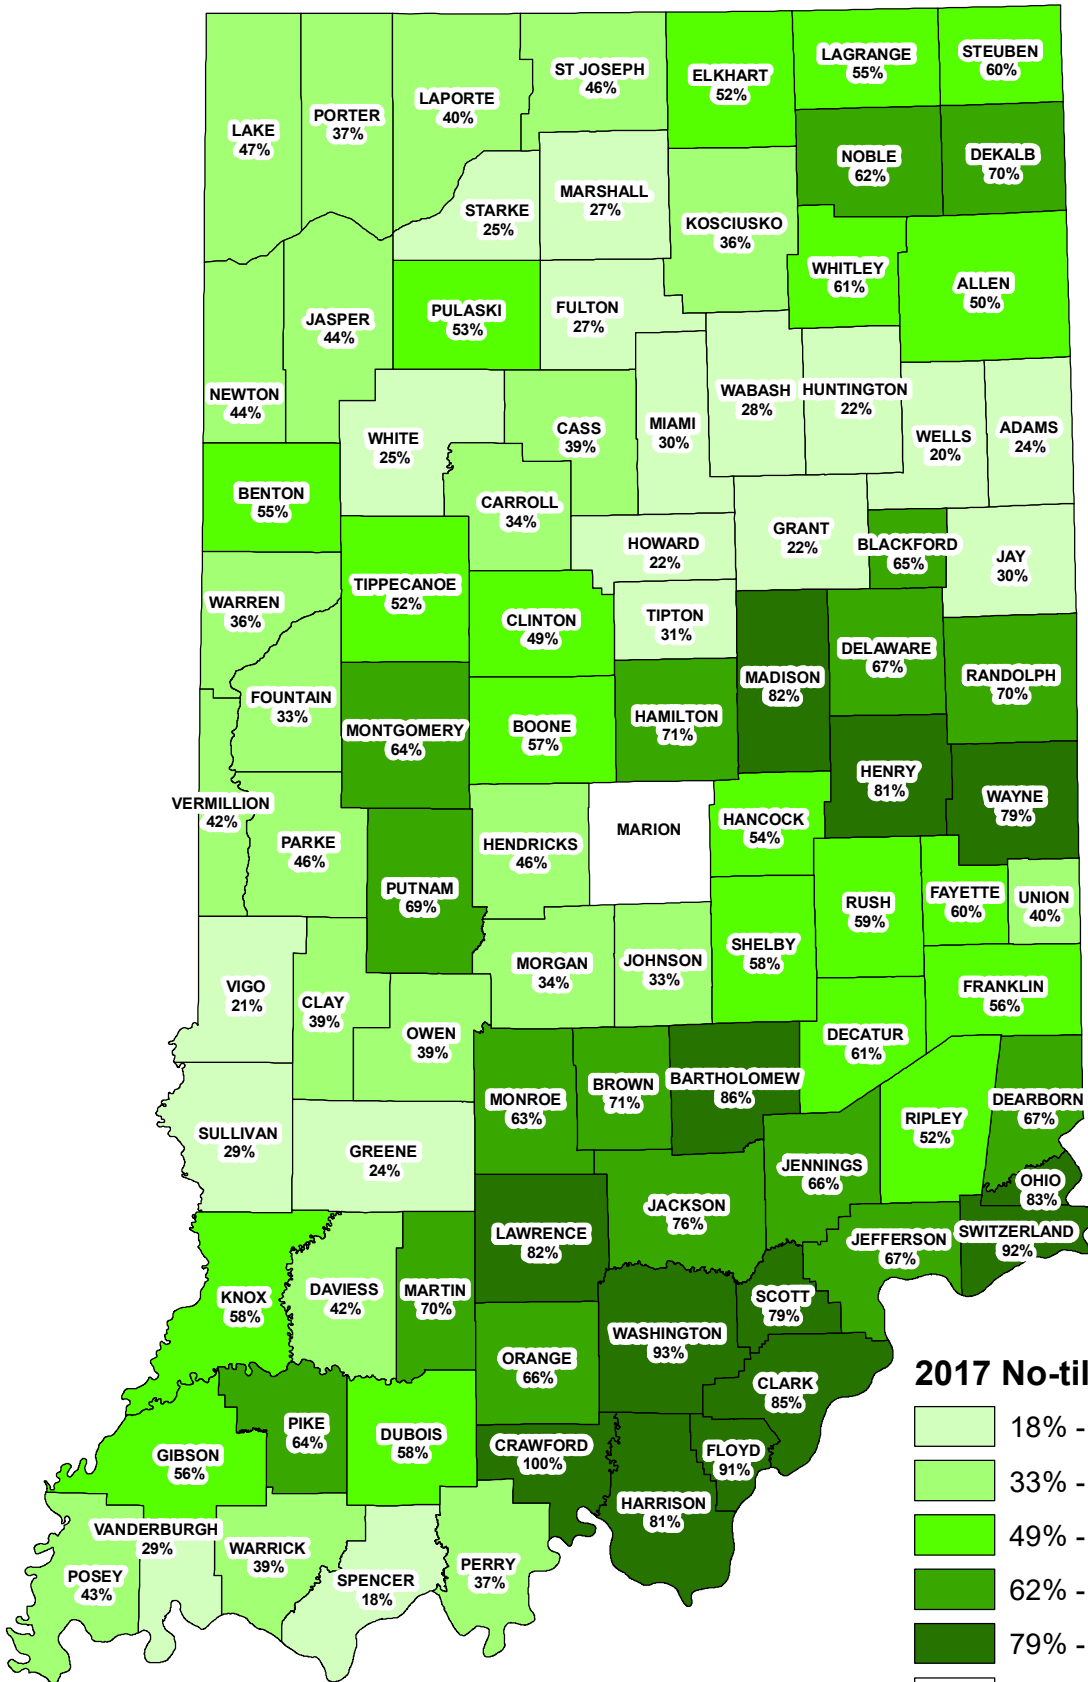 LAGRANGE
55%
STEUBEN
60%
ST JOSEPH
46%
ELKHART
52%
LAPORTE
40%
PORTER
37%
LAKE
47%
NOBLE
62%
DEKALB
70%
MARSHALL
27%
STARKE
25%
KOSCIUSKO
36%
WHITLEY
61%
ALLEN
50%
PULASKI
53%
FULTON
27%
JASPER
44%
NEWTON
44%
WABASH
28%
HUNTINGTON
22%
MIAMI
30%
CASS
39%
WHITE
25%
WELLS
20%
ADAMS
24%
BENTON
55%
CARROLL
34%
GRANT
22%
BLACKFORD
65%
HOWARD
22%
JAY
30%
TIPPECANOE
52%
WARREN
36%
CLINTON
49%
TIPTON
31%
DELAWARE
67%
MADISON
82%
RANDOLPH
70%
FOUNTAIN
33%
MONTGOMERY
64%
BOONE
57%
HAMILTON
71%
HENRY
81%
WAYNE
79%
VERMILLION
42%
HANCOCK
54%
MARION
PARKE
46%
HENDRICKS
46%
PUTNAM
69%
RUSH
59%
FAYETTE
60%
UNION
40%
SHELBY
58%
MORGAN
34%
JOHNSON
33%
VIGO
21%
CLAY
39%
FRANKLIN
56%
OWEN
39%
DECATUR
61%
BROWN
71%
BARTHOLOMEW
86%
MONROE
63%
DEARBORN
67%
RIPLEY
52%
SULLIVAN
29%
GREENE
24%
JENNINGS
66%
OHIO
83%
JACKSON
76%
LAWRENCE
82%
SWITZERLAND
92%
JEFFERSON
67%
DAVIESS
42%
MARTIN
70%
KNOX
58%
SCOTT
79%
WASHINGTON
93%
ORANGE
66%
CLARK
85%
PIKE
64%
DUBOIS
58%
CRAWFORD
100%
FLOYD
91%
GIBSON
56%
HARRISON
81%
VANDERBURGH
29%
WARRICK
39%
PERRY
37%
POSEY
43%
SPENCER
18%
2017 No-til
18% -
33% -
49% -
62% -
79% -